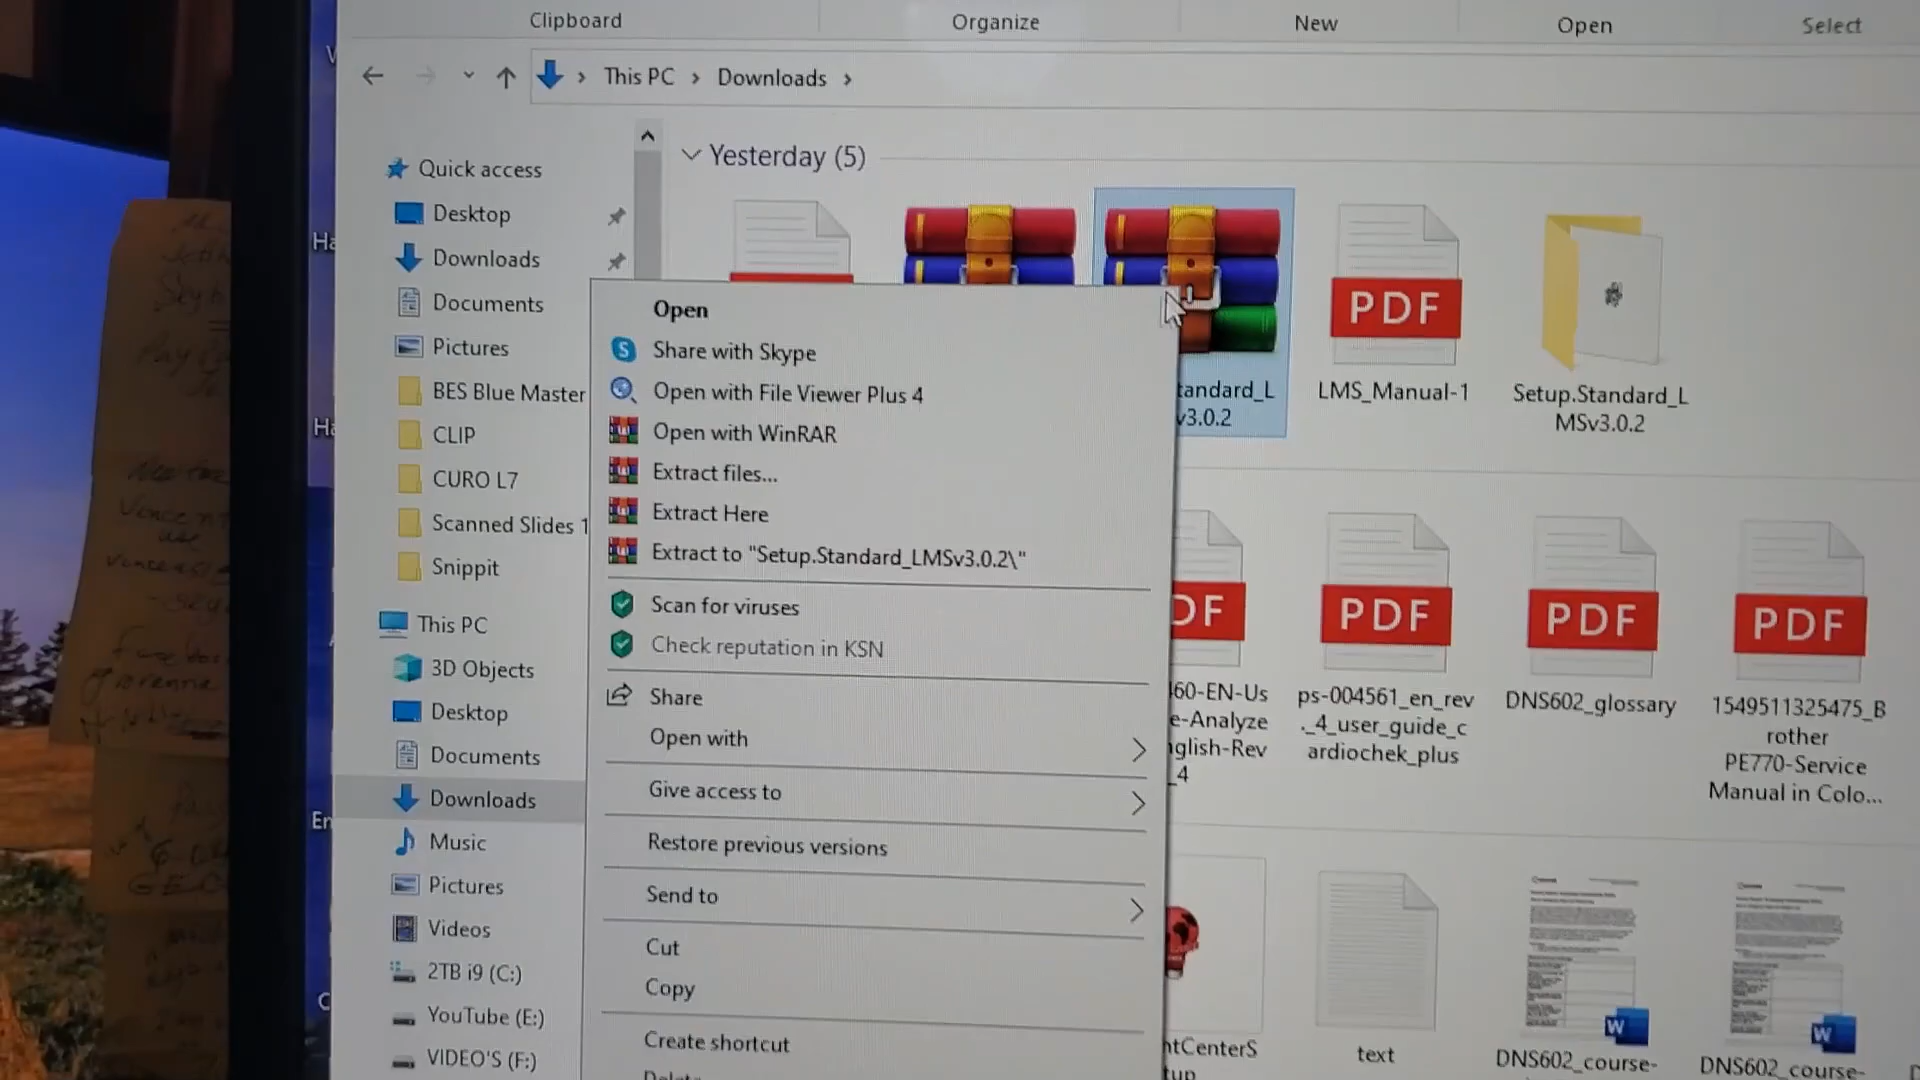 Clipboard
Organize
New
Open
Select
This PC
Downloads
Yesterday (5)
Quick access
Desktop
Downloads
Documents
Pictures
BES Blue Master
CLIP
CURO L7
Scanned Slides 1
Snippit
This PC
3D Objects
Desktop
Documents
Downloads
Music
Pictures
Videos
2TB i9 (C:)
YouTube (E:)
VIDEO'S (F:)
Open
Share with Skype
Open with File Viewer Plus 4
Open with WinRAR
Extract files...
Extract Here
Extract to "Setup.Standard_LMSv3.0.2\"
Scan for viruses
Check reputation in KSN
Share
Open with
Give access to
Restore previous versions
Send to
Cut
Copy
Create shortcut
tandard_L
v3.0.2
PDF
LMS_Manual-1
Setup.Standard_L
MSv3.0.2
DF
60-EN-Us
e-Analyze
glish-Rev
_4
PDF
ps-004561_en_rev
._4_user_guide_c
ardiochek_plus
PDF
DNS602_glossary
PDF
1549511325475_B
rother
PE770-Service
Manual in Colo...
ntCenterS
tup
text
W
DNS602_course-
W
DNS602_course-